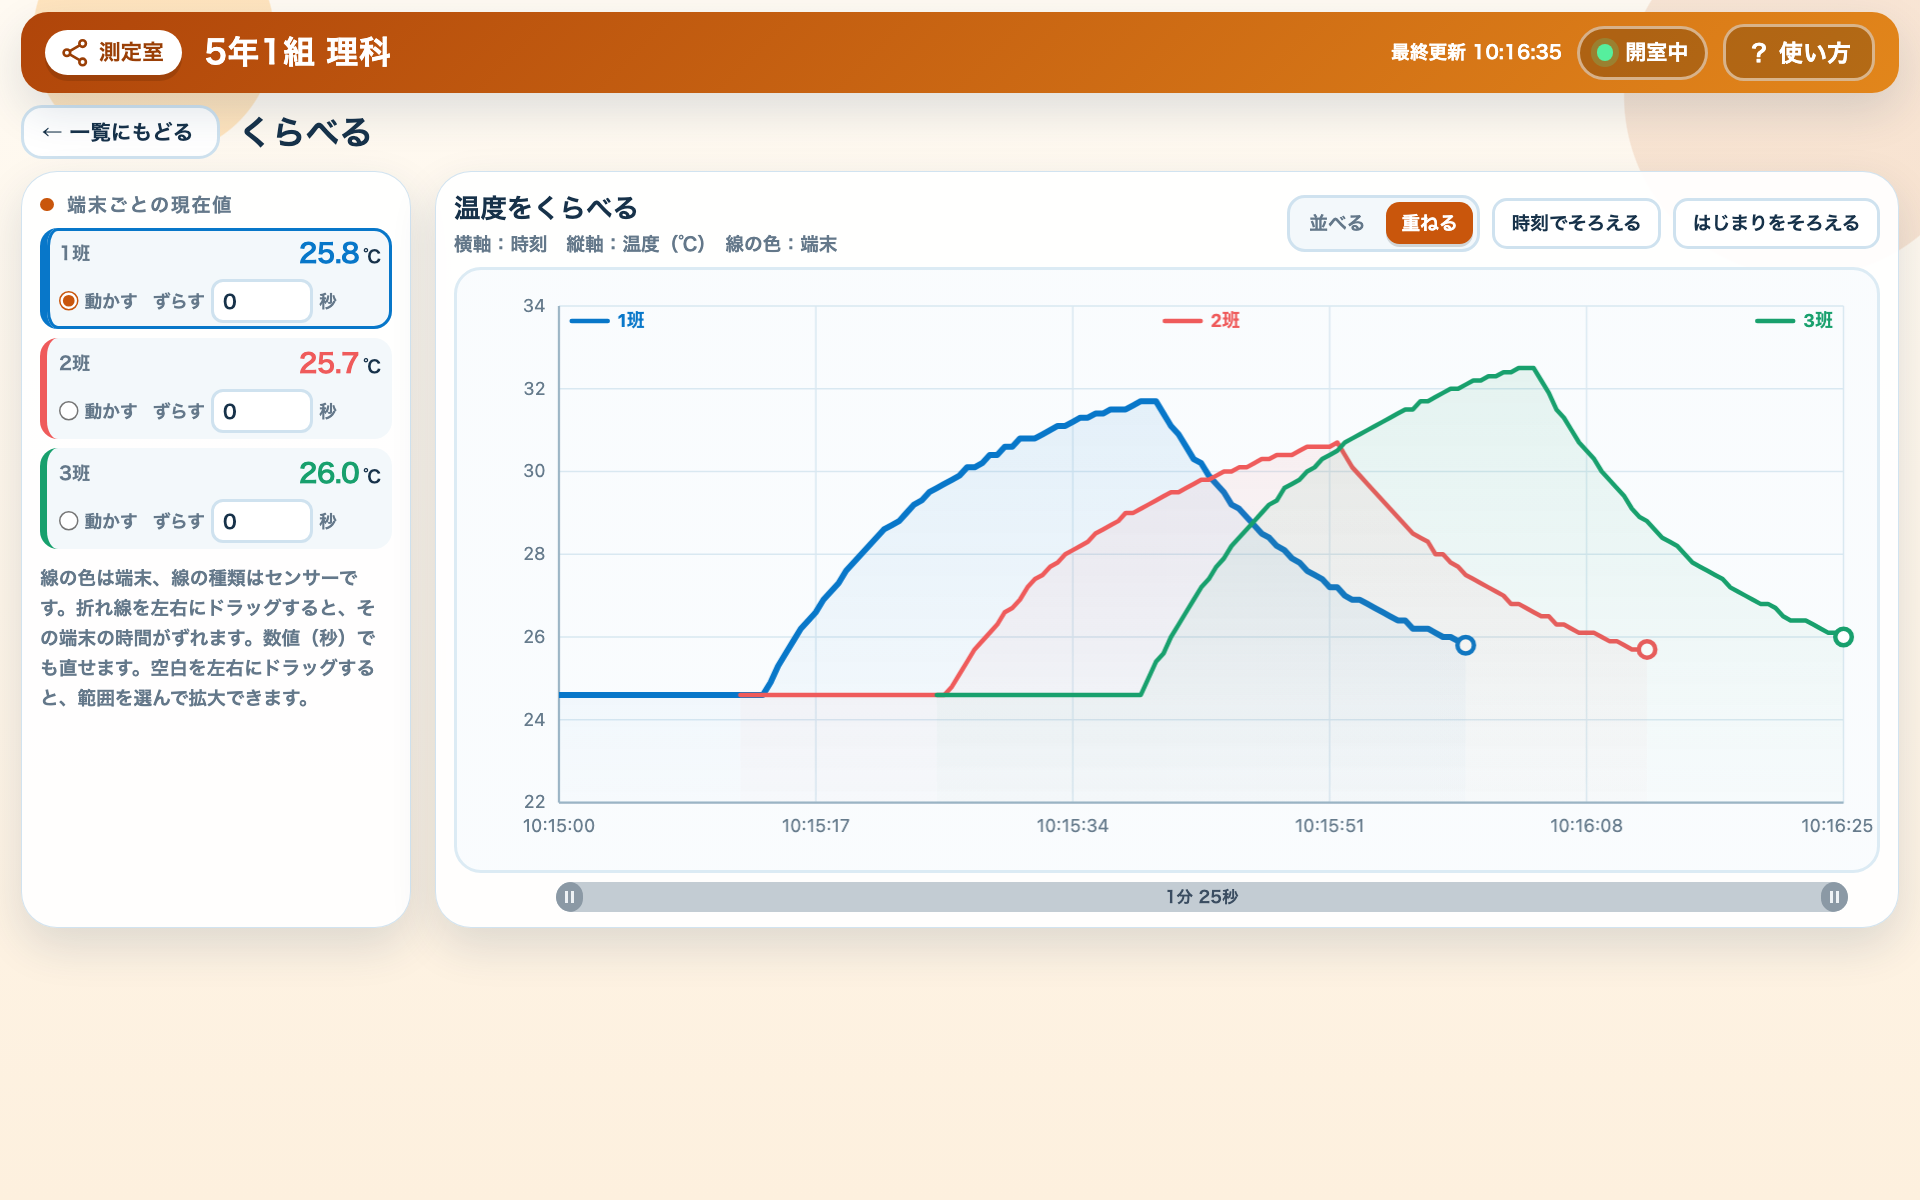 測定室
5年1組 理科
最終更新 10:16:35
開室中
? 使い方
← 一覧にもどる
くらべる
端末ごとの現在値
1班
25.8 ℃
動かす ずらす 0 秒
2班
25.7 ℃
動かす ずらす 0 秒
3班
26.0 ℃
動かす ずらす 0 秒
線の色は端末、線の種類はセンサーで
す。折れ線を左右にドラッグすると、そ
の端末の時間がずれます。数値（秒）で
も直せます。空白を左右にドラッグする
と、範囲を選んで拡大できます。
温度をくらべる
横軸：時刻 縦軸：温度（℃） 線の色：端末
並べる
重ねる
時刻でそろえる
はじまりをそろえる
1班
2班
3班
34
32
30
28
26
24
22
10:15:00
10:15:17
10:15:34
10:15:51
10:16:08
10:16:25
1分 25秒